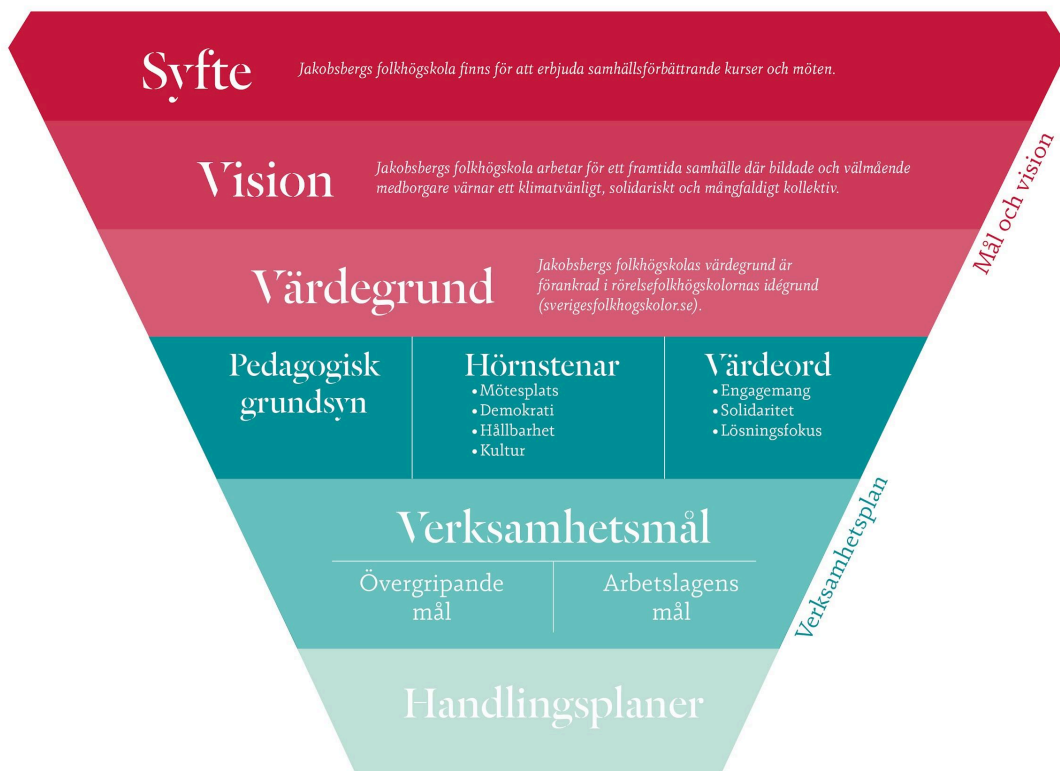 Syfte
Jakobsbergs folkhögskola finns för att erbjuda samhällsförbättrande kurser och möten.
Vision
Jakobsbergs folkhögskola arbetar för ett framtida samhälle där bildade och välmående
medborgare värnar ett klimatvänligt, solidariskt och mångfaldigt kollektiv.
Värdegrund
Jakobsbergs folkhögskolas värdegrund är
förankrad i rörelsefolkhögskolornas idégrund
(sverigesfolkhogskolor.se).
Mål och vision
Pedagogisk
grundsyn
Hörnstenar
• Mötesplats
• Demokrati
• Hållbarhet
• Kultur
Värdeord
• Engagemang
• Solidaritet
• Lösningsfokus
Verksamhetsmål
Övergripande
mål
Arbetslagens
mål
Verksamhetsplan
Handlingsplaner